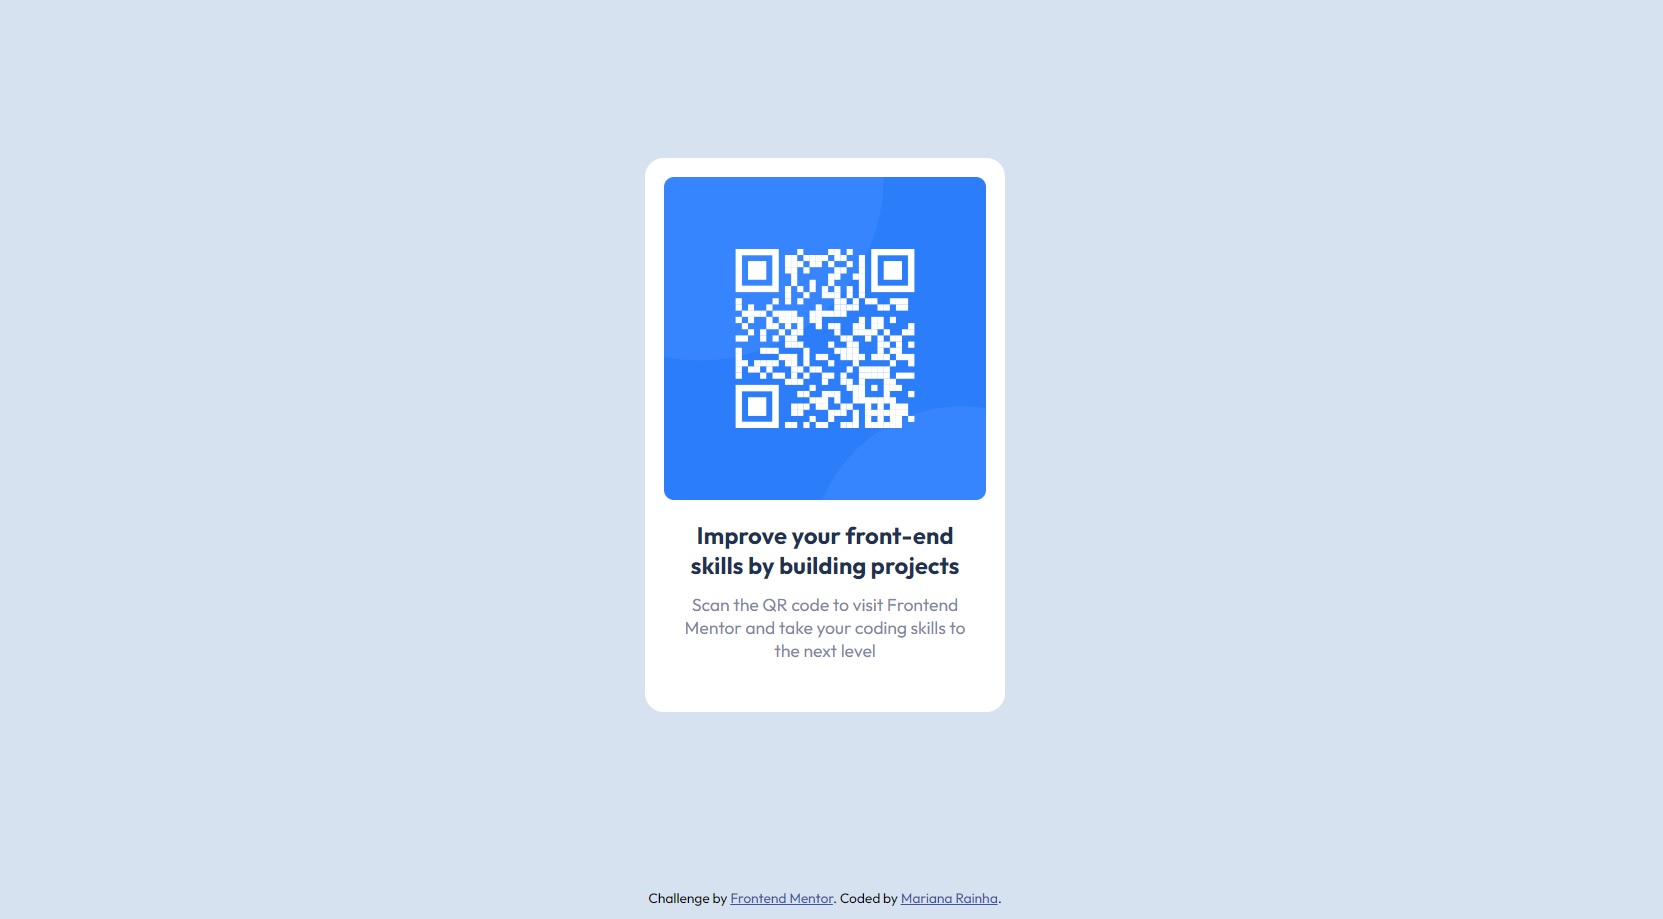 Improve your front-end
skills by building projects
Scan the QR code to visit Frontend
Mentor and take your coding skills to
the next level
Challenge by Frontend Mentor. Coded by Mariana Rainha.